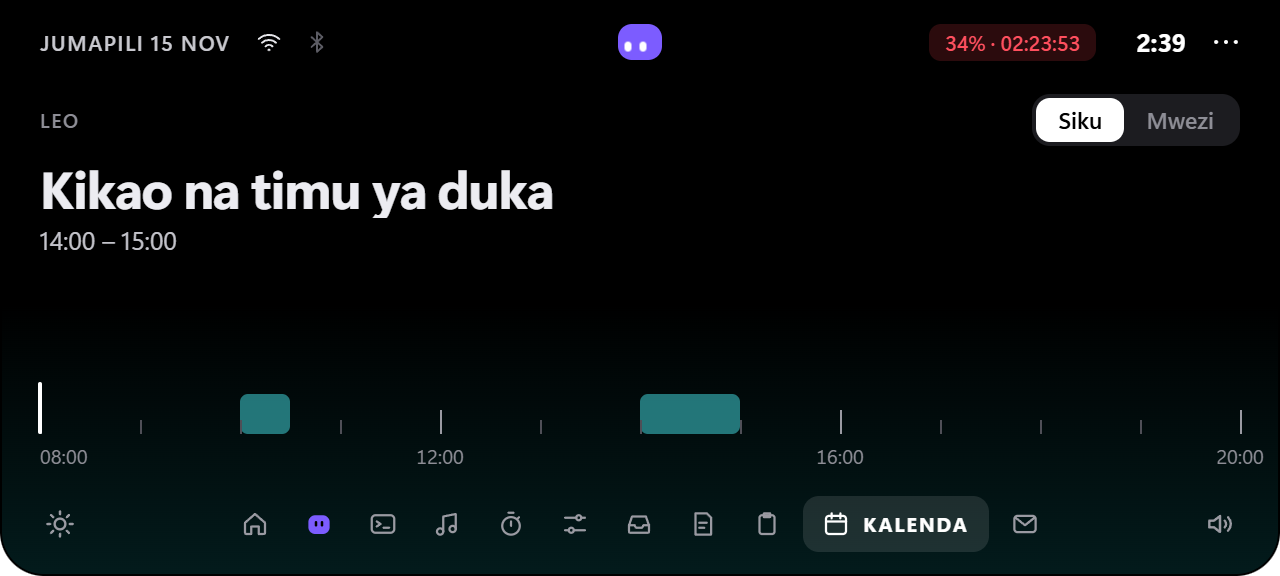 JUMAPILI 15 NOV
34% · 02:23:53
2:39
LEO
Siku
Mwezi
Kikao na timu ya duka
14:00 – 15:00
08:00
12:00
16:00
20:00
KALENDA